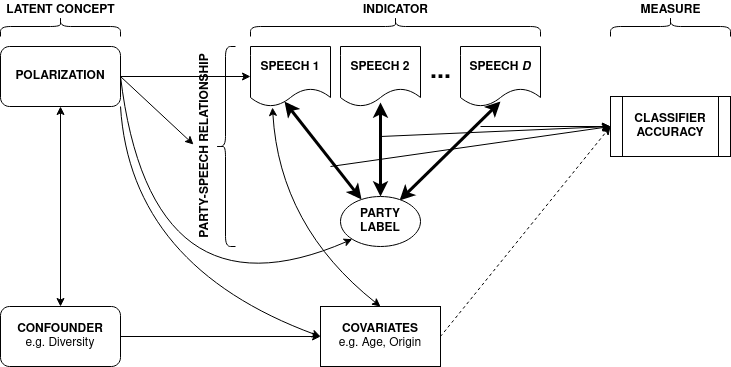 LATENT CONCEPT
INDICATOR
MEASURE
POLARIZATION
PARTY-SPEECH RELATIONSHIP
SPEECH 1
SPEECH 2
...
SPEECH D
CLASSIFIER
ACCURACY
PARTY
LABEL
CONFOUNDER
e.g. Diversity
COVARIATES
e.g. Age, Origin